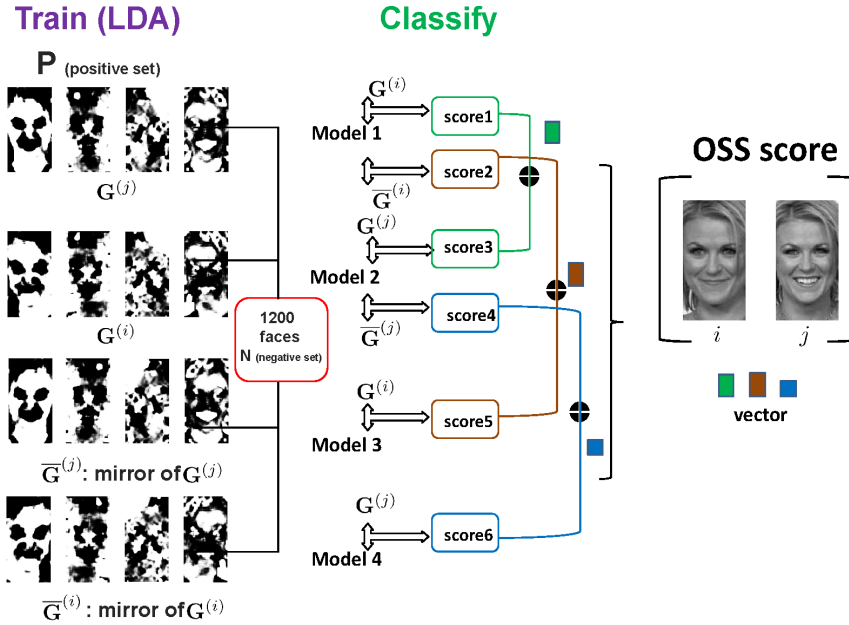 Train (LDA)
Classify
P (positive set)
G^(j)
G^(i)
1200
faces
N (negative set)
G̅^(j): mirror of G^(j)
G̅^(i): mirror of G^(i)
G^(i)
Model 1
score1
score2
G̅^(i)
G^(j)
score3
Model 2
score4
G̅^(j)
G^(i)
score5
Model 3
G^(j)
score6
Model 4
OSS score
i
j
vector